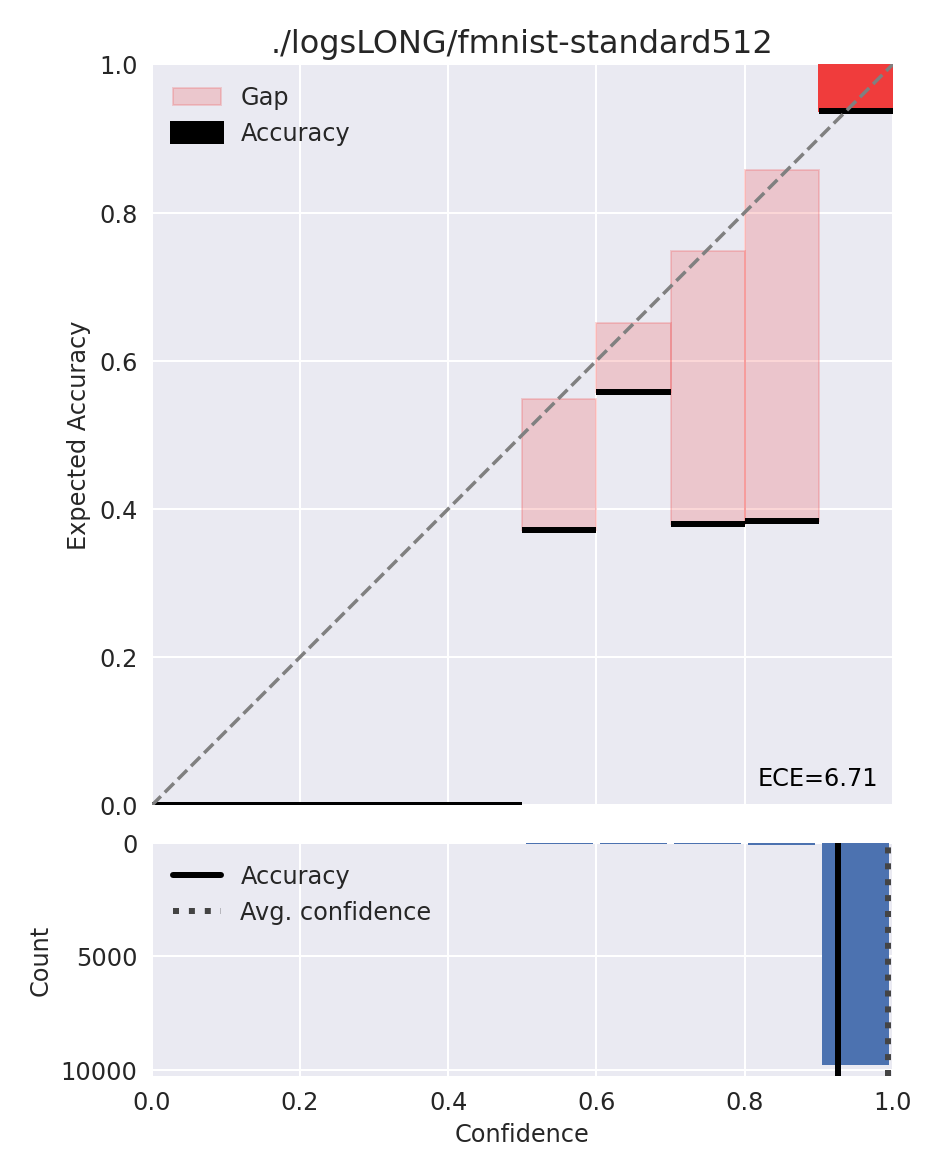 ./logsLONG/fmnist-standard512
1.0
Gap
Accuracy
0.8
0.6
Expected Accuracy
0.4
0.2
ECE=6.71
0.0
0
Accuracy
Avg. confidence
Count
5000
10000
0.0 0.2 0.4 0.6 0.8 1.0
Confidence